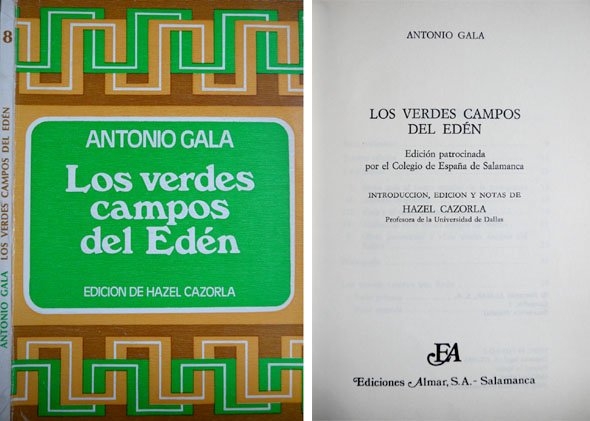 8
ANTONIO GALA LOS VERDES CAMPOS DEL EDÉN
ANTONIO GALA
Los verdes
campos
del Edén
EDICION DE HAZEL CAZORLA
ANTONIO GALA
LOS VERDES CAMPOS
DEL EDÉN
Edición patrocinada
por el Colegio de España de Salamanca
INTRODUCCION, EDICION Y NOTAS DE
HAZEL CAZORLA
Profesora de la Universidad de Dallas
EA
Ediciones Almar, S.A. - Salamanca